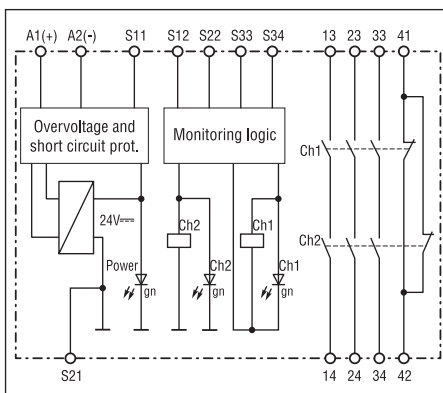 A1(+) A2(-) S11 S12 S22 S33 S34 13 23 33 41
Overvoltage and
short circuit prot.
Monitoring logic
Ch1
24V⎓
Ch2 Ch1
Ch2
Power Ch2 Ch1
gn gn gn
S21 14 24 34 42